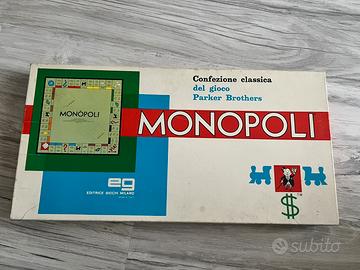 Confezione classica
del gioco
Parker Brothers
MONOPOLI
MONOPOLI
eg
EDITRICE GIOCHI MILANO
$
subito